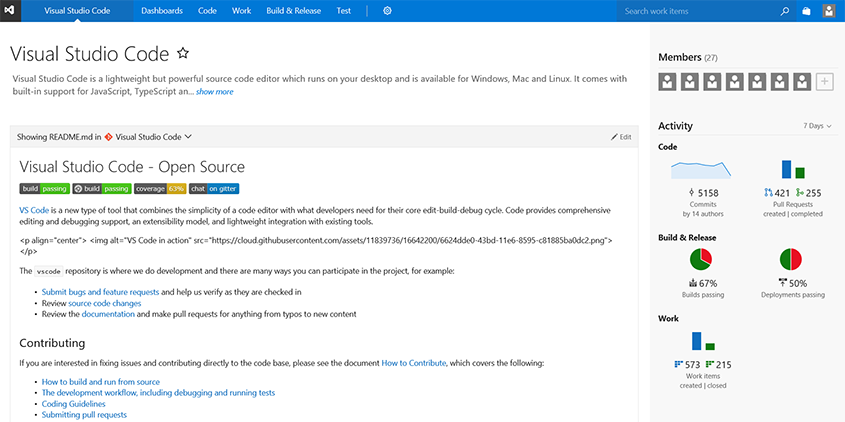 Visual Studio Code Dashboards Code Work Build & Release Test Search work items
Visual Studio Code
Visual Studio Code is a lightweight but powerful source code editor which runs on your desktop and is available for Windows, Mac and Linux. It comes with
built-in support for JavaScript, TypeScript an... show more
Showing README.md in Visual Studio Code Edit
Visual Studio Code - Open Source
build passing build passing coverage 63% chat on gitter
VS Code is a new type of tool that combines the simplicity of a code editor with what developers need for their core edit-build-debug cycle. Code provides comprehensive
editing and debugging support, an extensibility model, and lightweight integration with existing tools.
<p align="center"> <img alt="VS Code in action" src="https://cloud.githubusercontent.com/assets/11839736/16642200/6624dde0-43bd-11e6-8595-c81885ba0dc2.png">
</p>
The vscode repository is where we do development and there are many ways you can participate in the project, for example:
• Submit bugs and feature requests and help us verify as they are checked in
• Review source code changes
• Review the documentation and make pull requests for anything from typos to new content
Contributing
If you are interested in fixing issues and contributing directly to the code base, please see the document How to Contribute, which covers the following:
• How to build and run from source
• The development workflow, including debugging and running tests
• Coding Guidelines
• Submitting pull requests
Members (27)
Activity 7 Days
Code
5158
Commits
by 14 authors
421 255
Pull Requests
created | completed
Build & Release
67%
Builds passing
50%
Deployments passing
Work
573 215
Work items
created | closed